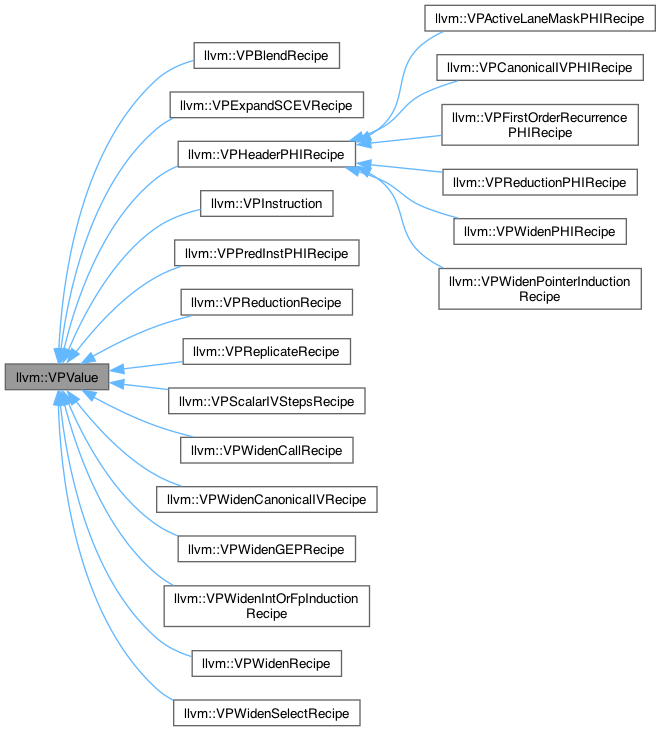 llvm::VPActiveLaneMaskPHIRecipe
llvm::VPBlendRecipe
llvm::VPCanonicalIVPHIRecipe
llvm::VPExpandSCEVRecipe
llvm::VPFirstOrderRecurrence
PHIRecipe
llvm::VPHeaderPHIRecipe
llvm::VPReductionPHIRecipe
llvm::VPInstruction
llvm::VPWidenPHIRecipe
llvm::VPPredInstPHIRecipe
llvm::VPWidenPointerInduction
Recipe
llvm::VPReductionRecipe
llvm::VPReplicateRecipe
llvm::VPValue
llvm::VPScalarIVStepsRecipe
llvm::VPWidenCallRecipe
llvm::VPWidenCanonicalIVRecipe
llvm::VPWidenGEPRecipe
llvm::VPWidenIntOrFpInduction
Recipe
llvm::VPWidenRecipe
llvm::VPWidenSelectRecipe